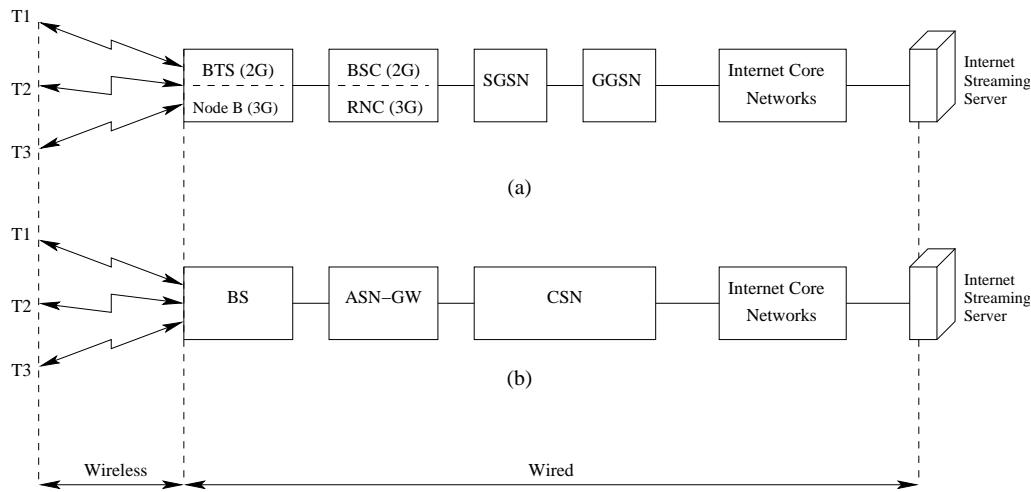 T1
T2
T3
BTS (2G)
Node B (3G)
BSC (2G)
RNC (3G)
SGSN
GGSN
Internet Core
Networks
Internet
Streaming
Server
(a)
T1
T2
T3
BS
ASN−GW
CSN
Internet Core
Networks
Internet
Streaming
Server
(b)
Wireless
Wired